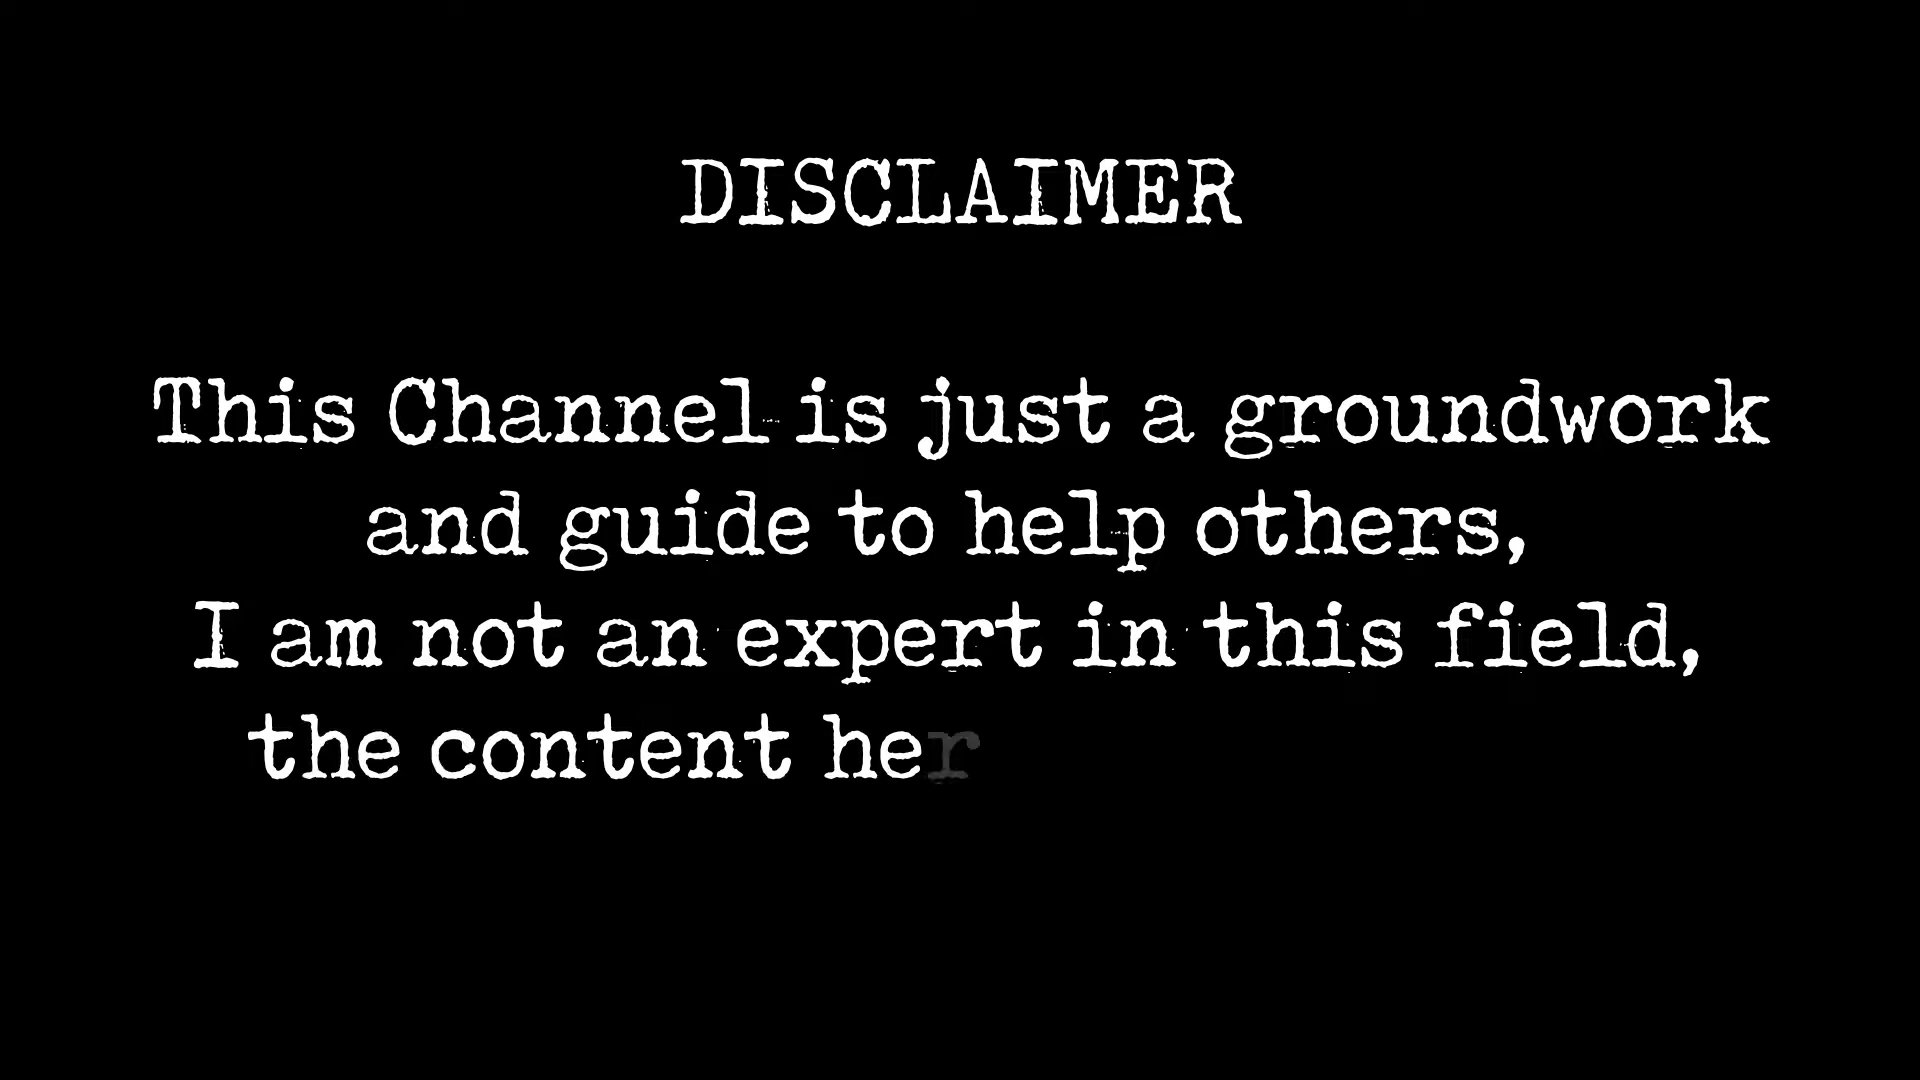 DISCLAIMER
This Channel is just a groundwork
and guide to help others,
I am not an expert in this field,
the content her